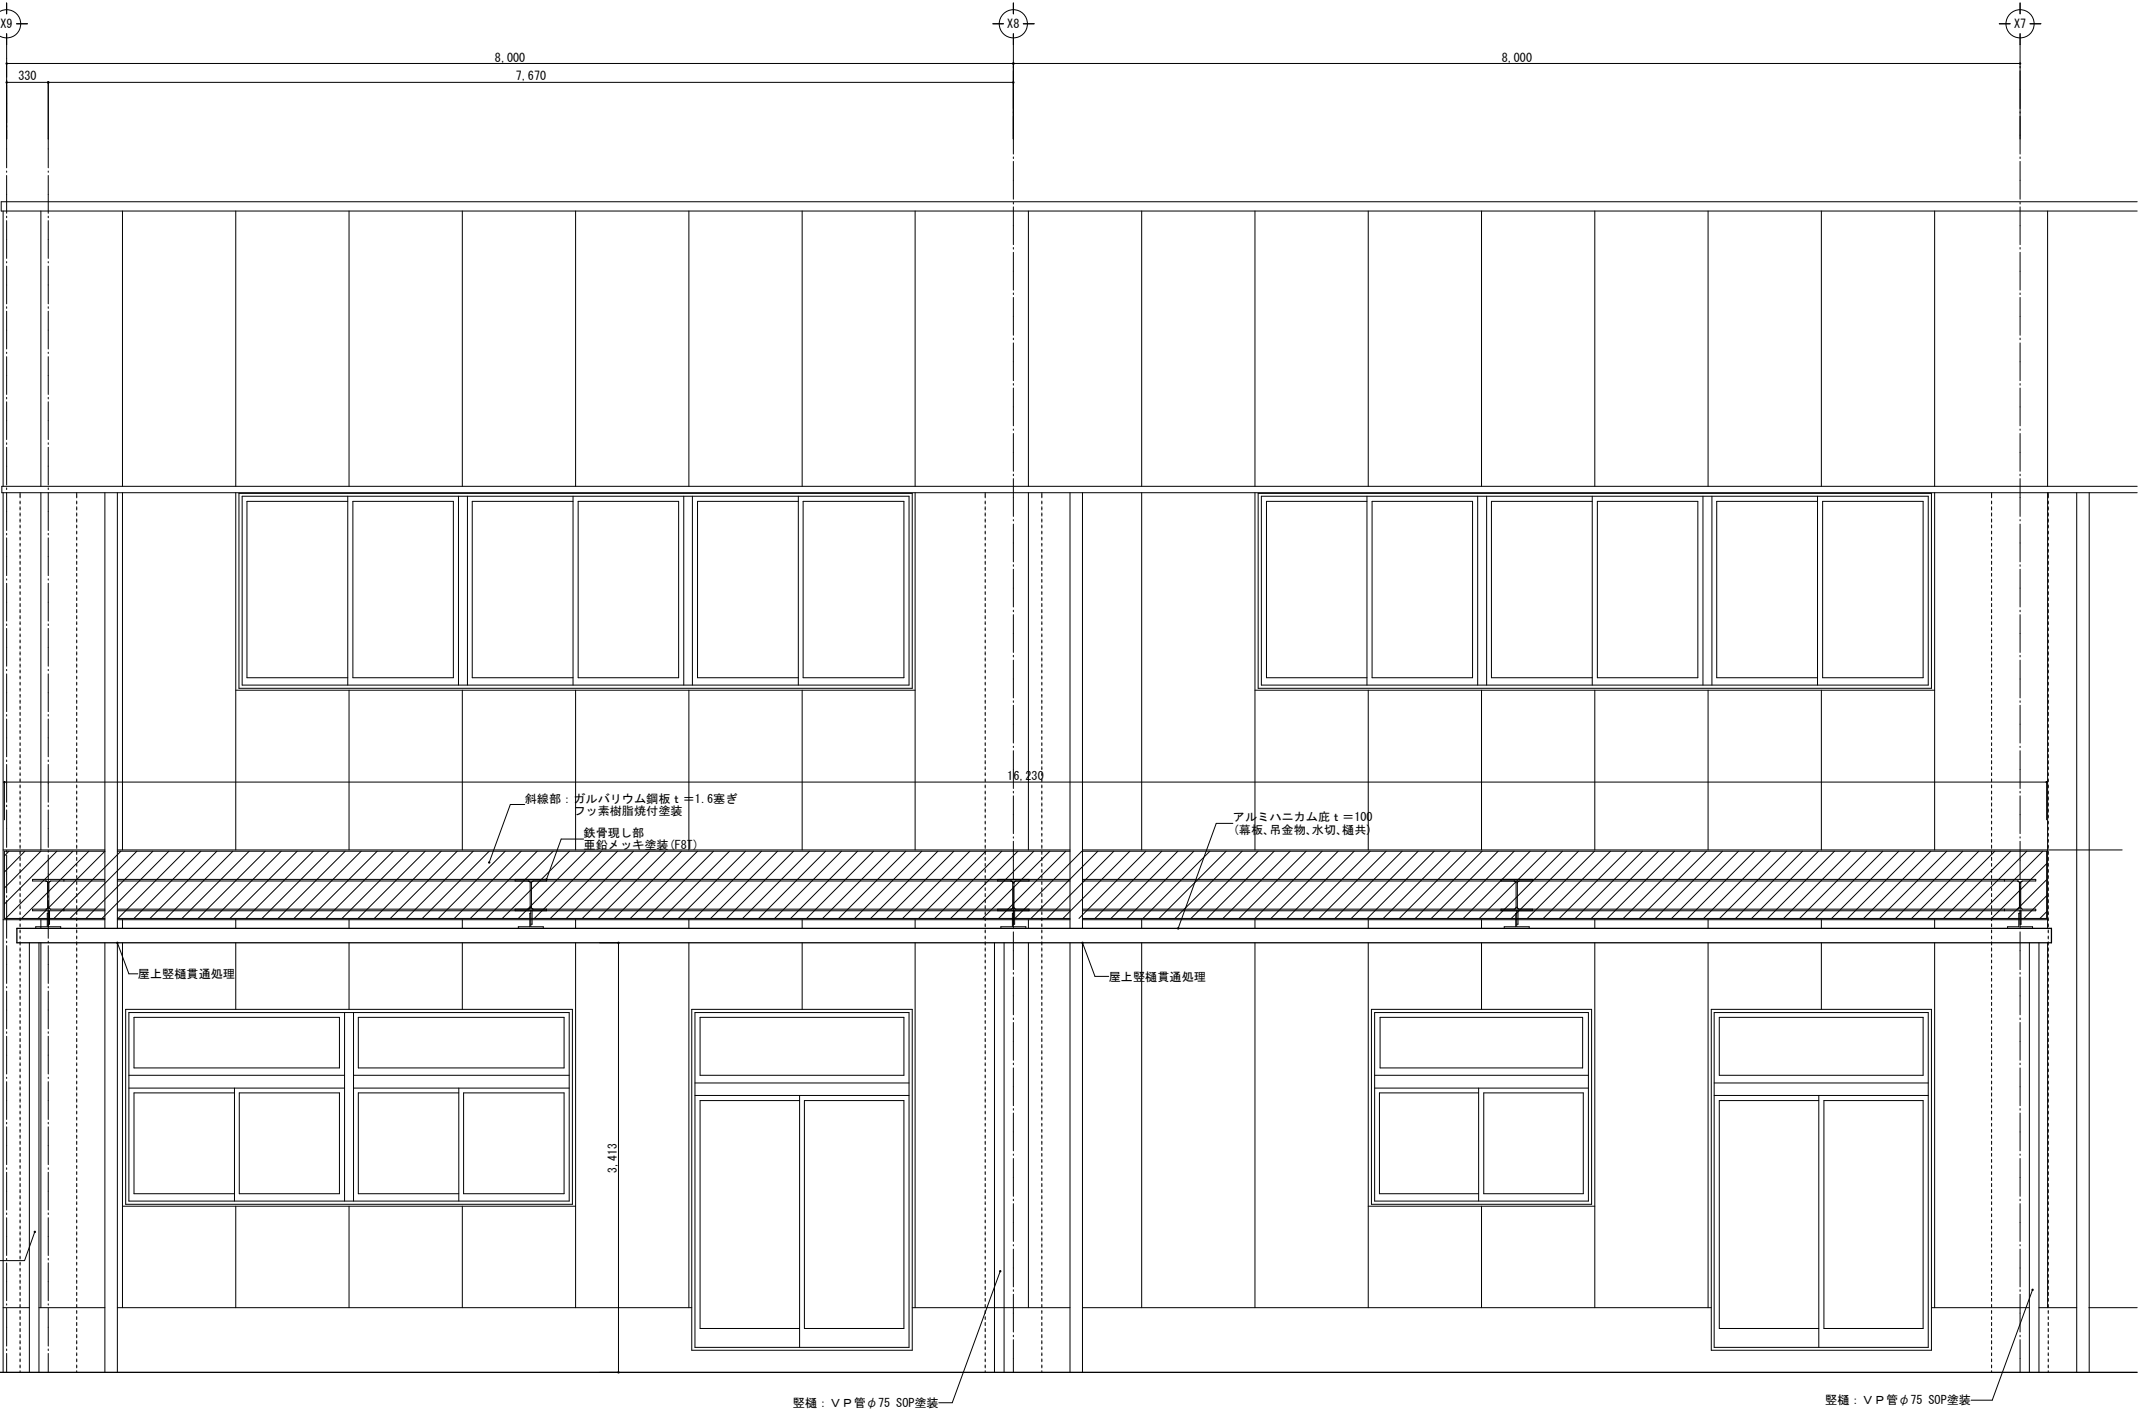 X9
X8
X7
8,000
8,000
330
7,670
16,230
斜線部：ガルバリウム鋼板ｔ＝1.6塞ぎ
フッ素樹脂焼付塗装
アルミハニカム庇ｔ＝100
(幕板、吊金物、水切、樋共)
鉄骨現し部
亜鉛メッキ塗装(F8T)
屋上竪樋貫通処理
屋上竪樋貫通処理
3,413
竪樋：ＶＰ管φ75 SOP塗装
竪樋：ＶＰ管φ75 SOP塗装